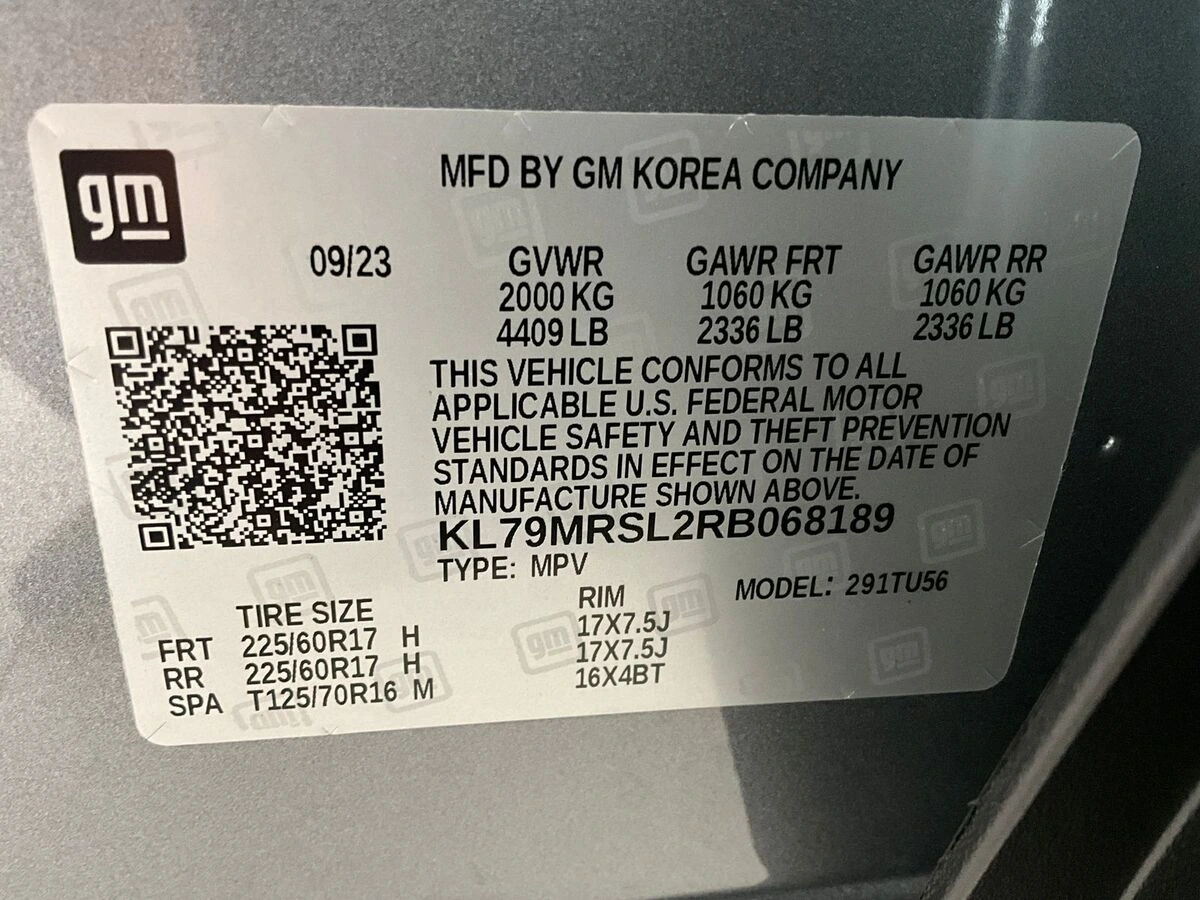 gm
MFD BY GM KOREA COMPANY
09/23 GVWR GAWR FRT GAWR RR
2000 KG 1060 KG 1060 KG
4409 LB 2336 LB 2336 LB
THIS VEHICLE CONFORMS TO ALL
APPLICABLE U.S. FEDERAL MOTOR
VEHICLE SAFETY AND THEFT PREVENTION
STANDARDS IN EFFECT ON THE DATE OF
MANUFACTURE SHOWN ABOVE.
KL79MRSL2RB068189
TYPE: MPV MODEL: 291TU56
TIRE SIZE RIM
FRT 225/60R17 H 17X7.5J
RR 225/60R17 H 17X7.5J
SPA T125/70R16 M 16X4BT